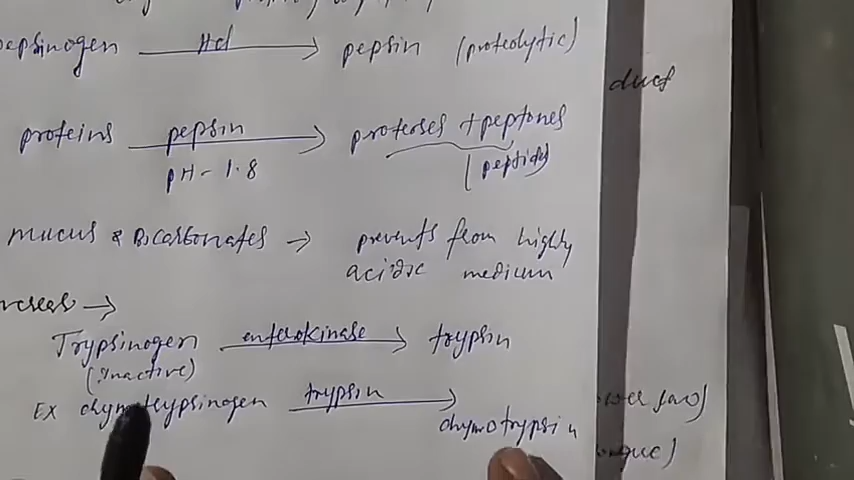 pepsinogen HCl → pepsin (proteolytic)
duct
proteins pepsin → proteoses + peptones
pH - 1.8 (peptides)
mucus & Bicarbonates → prevents from highly
acidic medium
→
Trypsinogen enterokinase → trypsin
(inactive)
Ex chymotrypsinogen trypsin → chymotrypsin